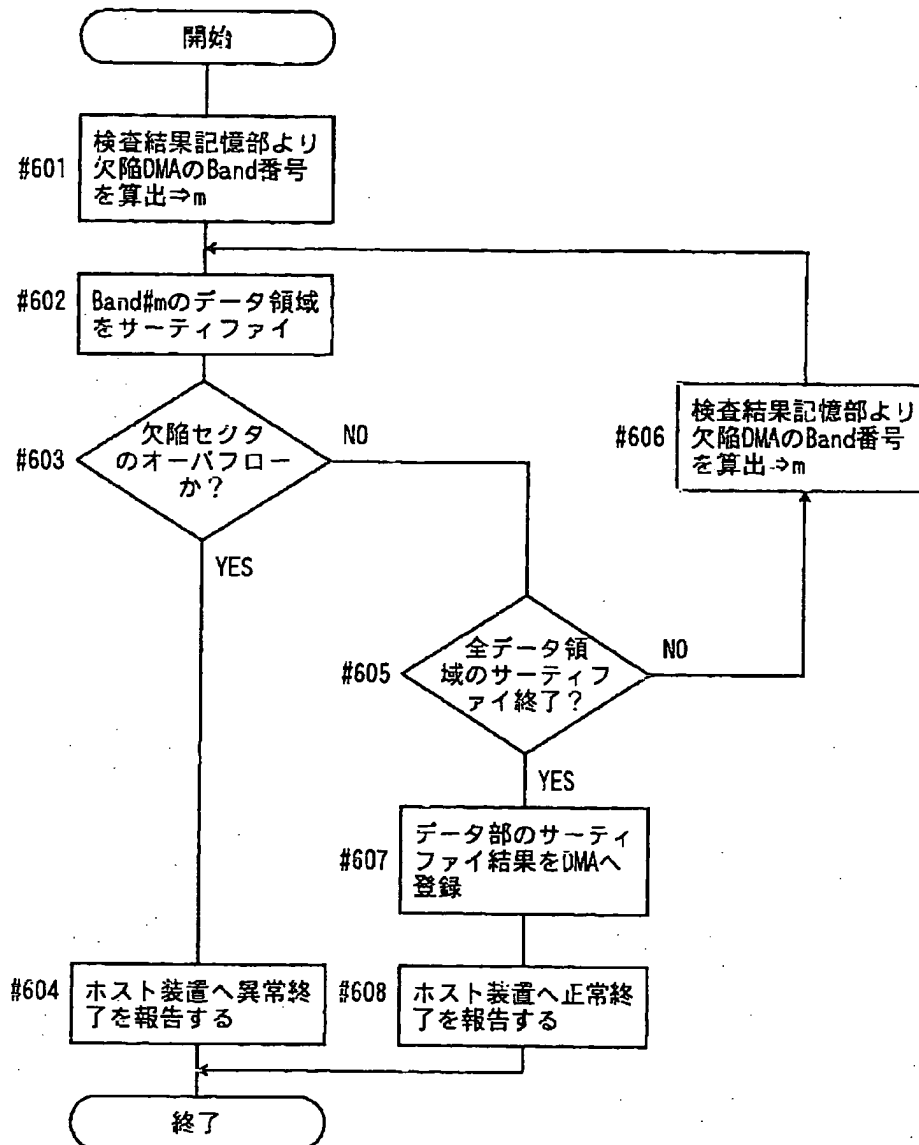 開始
#601
検査結果記憶部より
欠陥DMAのBand番号
を算出⇒m
#602
Band#mのデータ領域
をサーティファイ
#603
欠陥セクタ
のオーバフロー
か？
NO
YES
#606
検査結果記憶部より
欠陥DMAのBand番号
を算出⇒m
#605
全データ領
域のサーティフ
ァイ終了？
NO
YES
#607
データ部のサーティ
ファイ結果をDMAへ
登録
#604
ホスト装置へ異常終
了を報告する
#608
ホスト装置へ正常終
了を報告する
終了